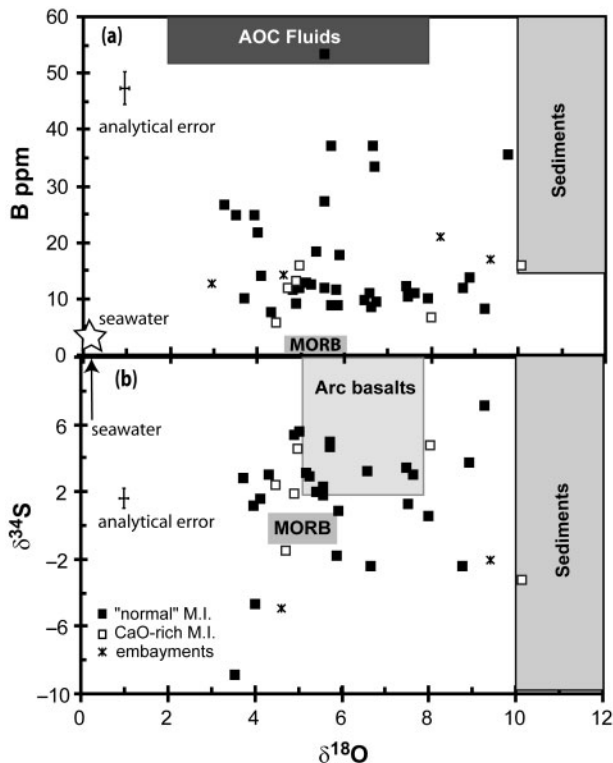 60
(a)
AOC Fluids
50
analytical error
40
B ppm
30
Sediments
20
10
seawater
MORB
0
(b)
Arc basalts
6
seawater
analytical error
2
MORB
δ34S
Sediments
−2
"normal" M.I.
−6
CaO-rich M.I.
embayments
−10
0 2 4 6 8 10 12
δ18O